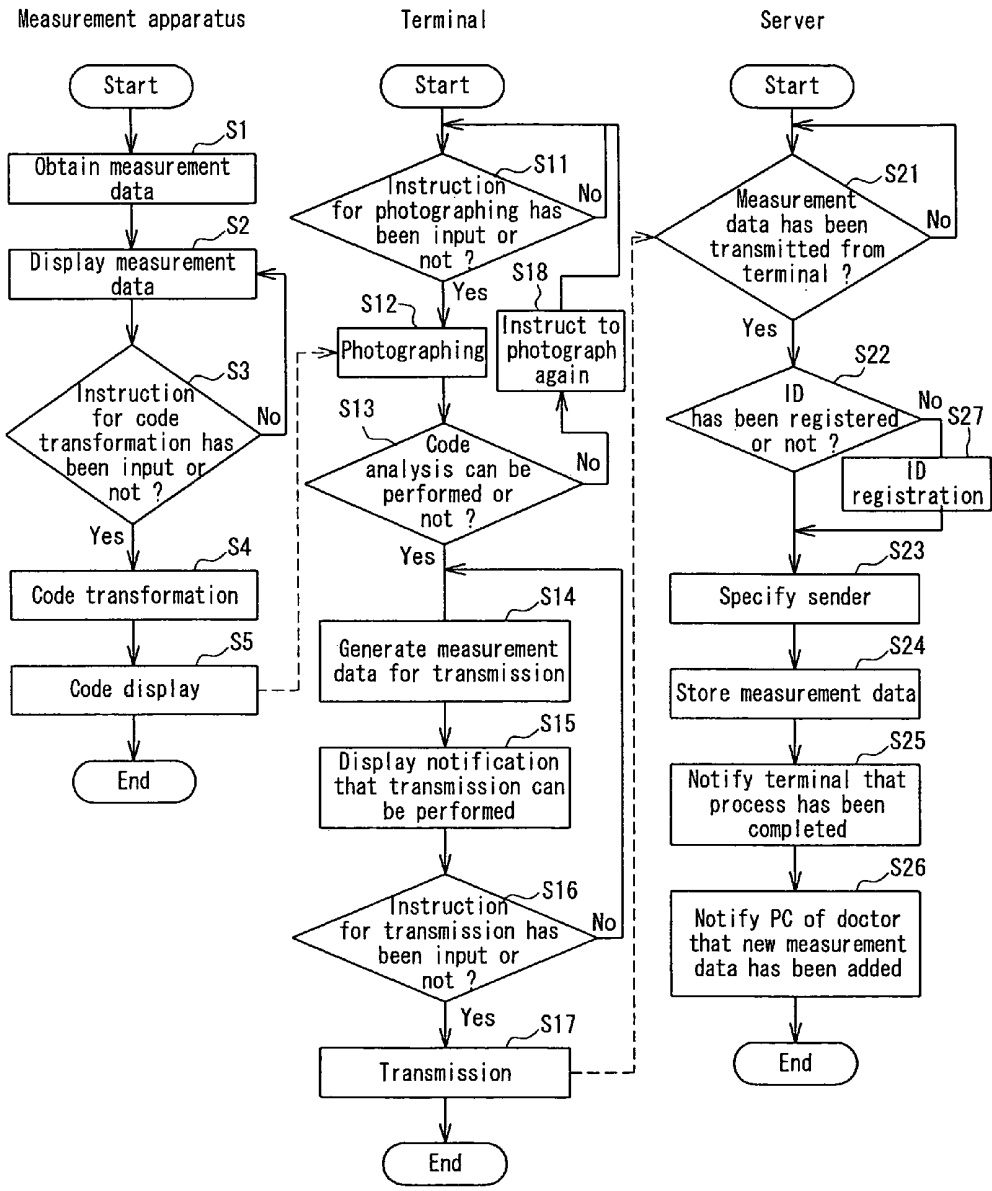 Measurement apparatus
Start
S1
Obtain measurement
data
S2
Display measurement
data
S3
Instruction
for code
transformation has
been input or
not ?
No
Yes
S4
Code transformation
S5
Code display
End
Terminal
Start
S11
Instruction
for photographing has
been input or
not ?
No
Yes
S12
Photographing
S18
Instruct to
photograph
again
S13
Code
analysis can be
performed or
not ?
No
Yes
S14
Generate measurement
data for transmission
S15
Display notification
that transmission can
be performed
S16
Instruction
for transmission has
been input or
not ?
No
Yes
S17
Transmission
End
Server
Start
S21
Measurement
data has been
transmitted from
terminal ?
No
Yes
S22
ID
has been registered
or not ?
No
S27
ID
registration
S23
Specify sender
S24
Store measurement data
S25
Notify terminal that
process has been
completed
S26
Notify PC of doctor
that new measurement
data has been added
End